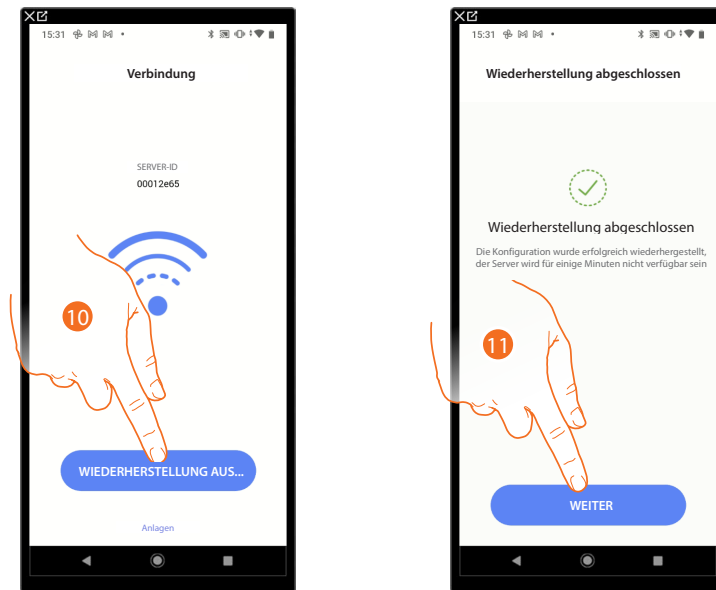 15:31
Verbindung
SERVER-ID
00012e65
10
WIEDERHERSTELLUNG AUS...
Anlagen
15:31
Wiederherstellung abgeschlossen
Wiederherstellung abgeschlossen
Die Konfiguration wurde erfolgreich wiederhergestellt,
der Server wird für einige Minuten nicht verfügbar sein
11
WEITER